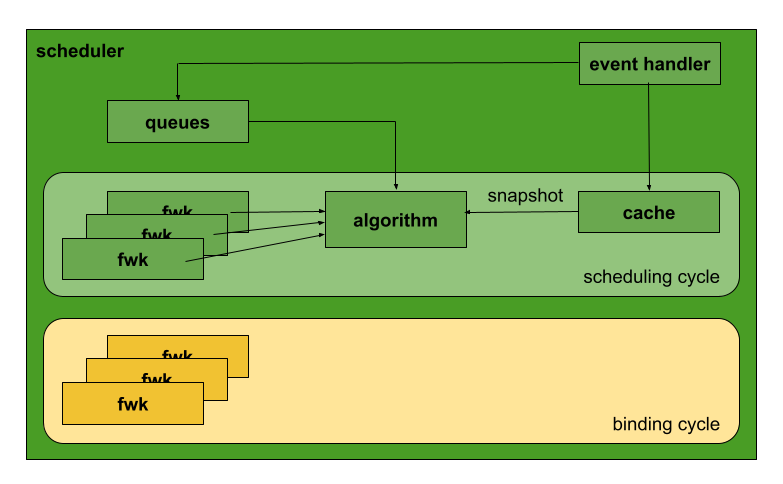 scheduler
event handler
queues
fwk
fwk
fwk
algorithm
snapshot
cache
scheduling cycle
fwk
fwk
fwk
binding cycle